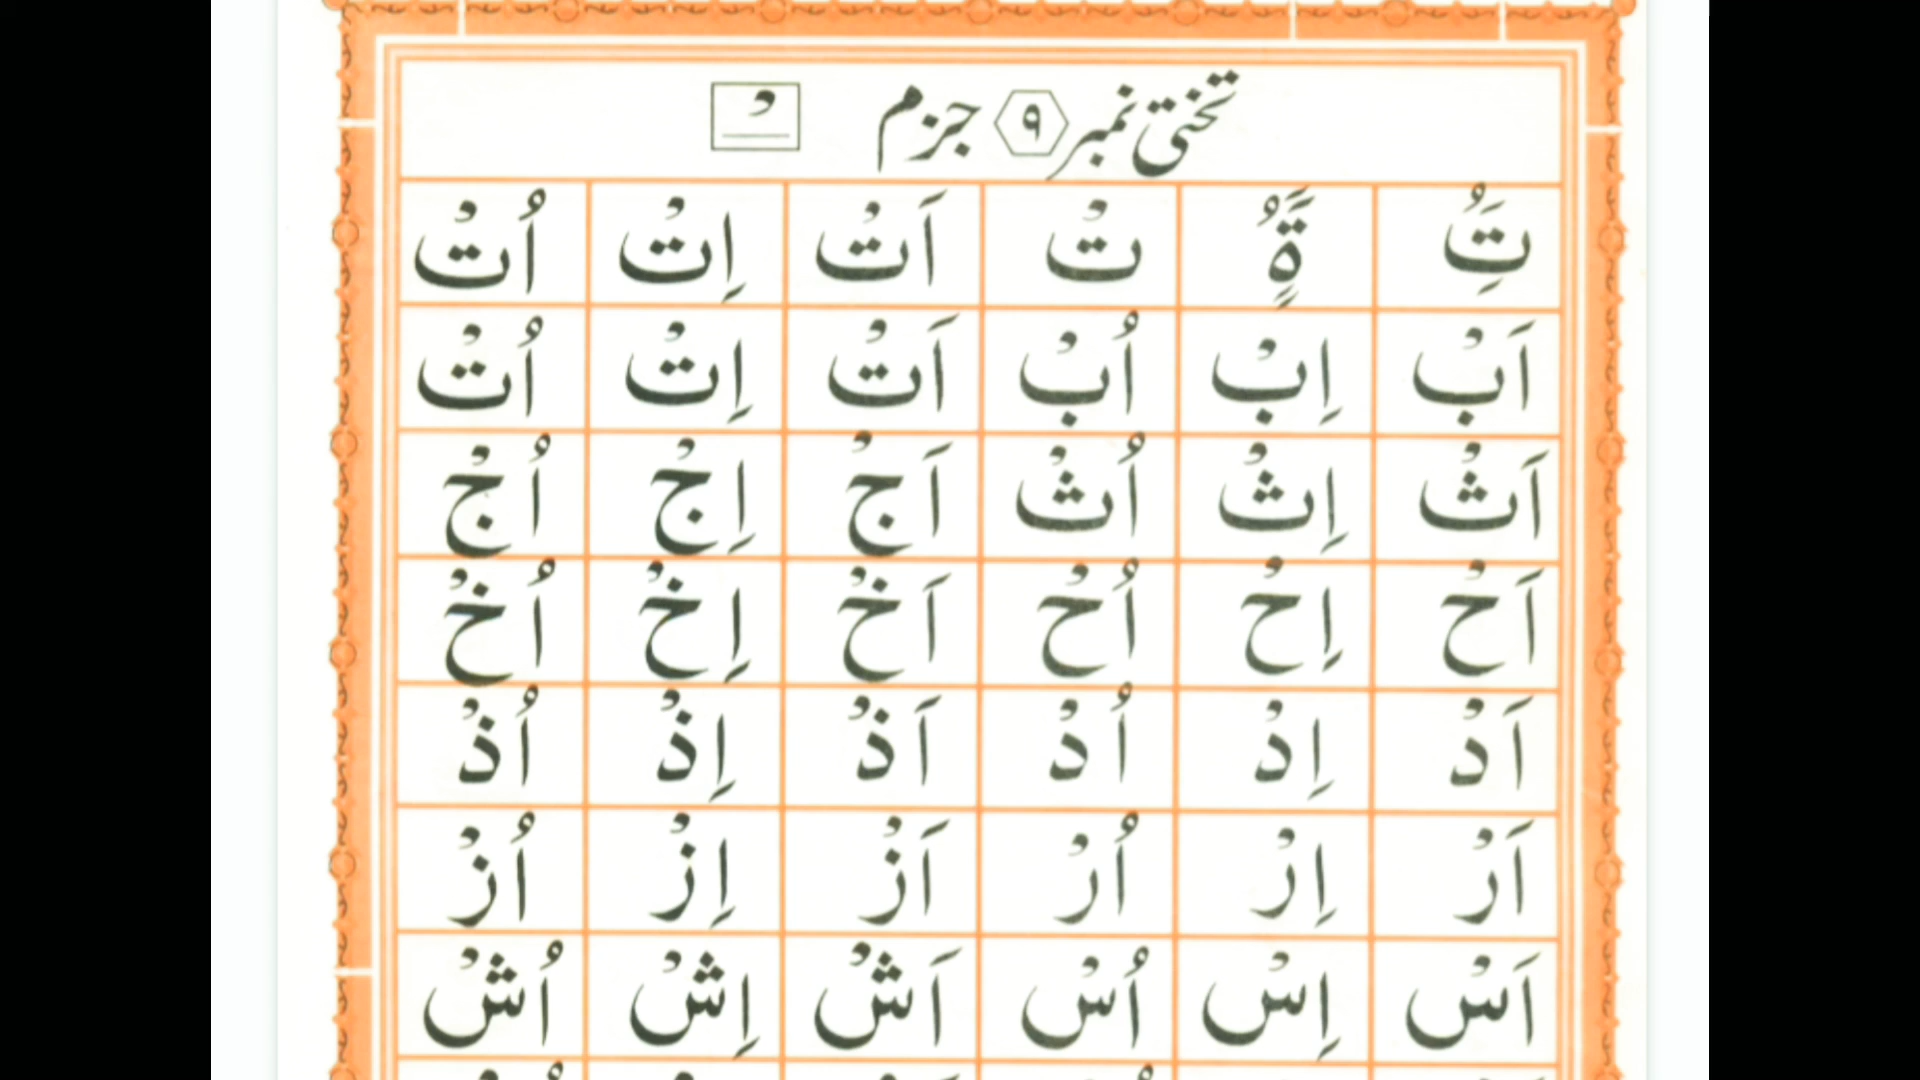 تختی نمبر ۹ جزم ـْـ
تَِّ ةًٌٍ تْ اَتْ اِتْ اُتْ
اَبْ اِبْ اُبْ اَتْ اِتْ اُتْ
اَثْ اِثْ اُثْ اَجْ اِجْ اُجْ
اَحْ اِحْ اُحْ اَخْ اِخْ اُخْ
اَدْ اِدْ اُدْ اَذْ اِذْ اُذْ
اَرْ اِرْ اُرْ اَزْ اِزْ اُزْ
اَسْ اِسْ اُسْ اَشْ اِشْ اُشْ